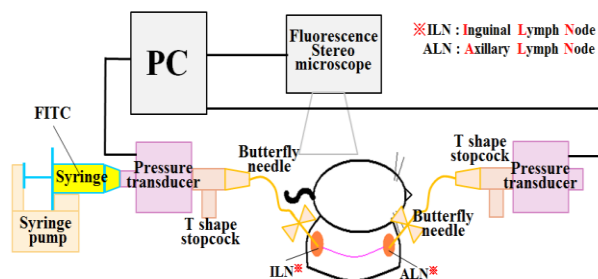 PC
Fluorescence
Stereo
microscope
※ILN : Inguinal Lymph Node
ALN : Axillary Lymph Node
FITC
Syringe
Syringe
pump
Pressure
transducer
T shape
stopcock
Butterfly
needle
Butterfly
needle
T shape
stopcock
Pressure
transducer
ILN※
ALN※